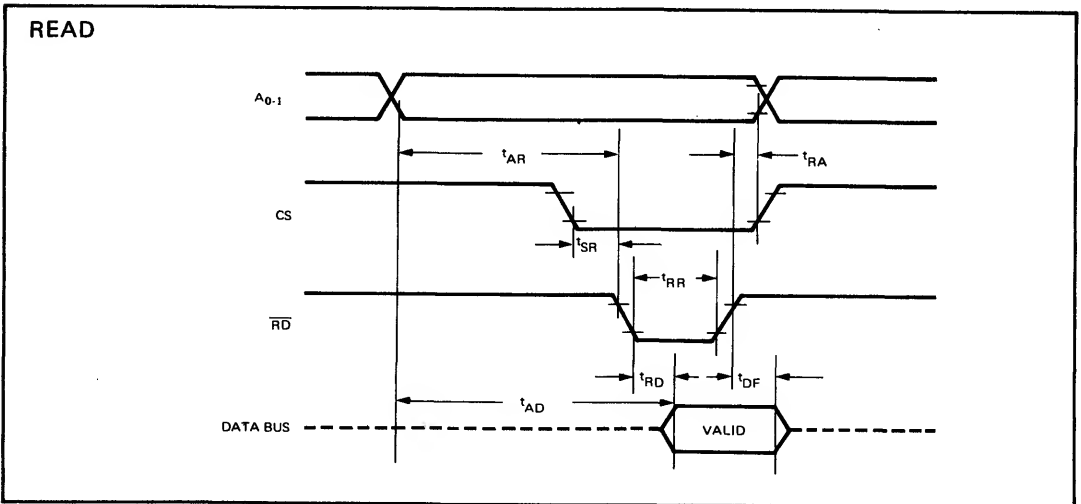 READ
A0-1
tAR
tRA
CS
tSR
tRR
RD
tRD
tDF
tAD
DATA BUS
VALID